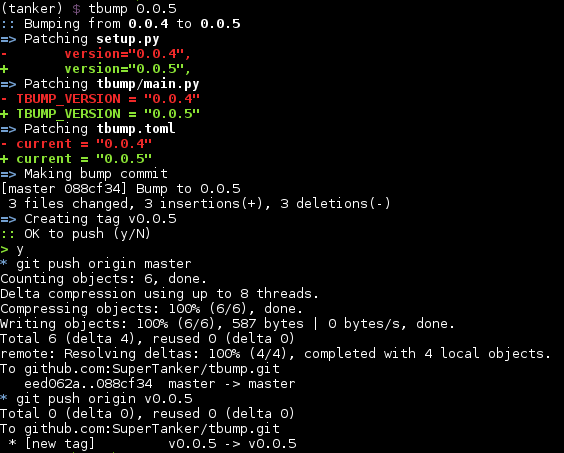 (tanker) $ tbump 0.0.5
:: Bumping from 0.0.4 to 0.0.5
=> Patching setup.py
-       version="0.0.4",
+       version="0.0.5",
=> Patching tbump/main.py
- TBUMP_VERSION = "0.0.4"
+ TBUMP_VERSION = "0.0.5"
=> Patching tbump.toml
- current = "0.0.4"
+ current = "0.0.5"
=> Making bump commit
[master 088cf34] Bump to 0.0.5
 3 files changed, 3 insertions(+), 3 deletions(-)
=> Creating tag v0.0.5
:: OK to push (y/N)
> y
* git push origin master
Counting objects: 6, done.
Delta compression using up to 8 threads.
Compressing objects: 100% (6/6), done.
Writing objects: 100% (6/6), 587 bytes | 0 bytes/s, done.
Total 6 (delta 4), reused 0 (delta 0)
remote: Resolving deltas: 100% (4/4), completed with 4 local objects.
To github.com:SuperTanker/tbump.git
   eed062a..088cf34  master -> master
* git push origin v0.0.5
Total 0 (delta 0), reused 0 (delta 0)
To github.com:SuperTanker/tbump.git
 * [new tag]         v0.0.5 -> v0.0.5